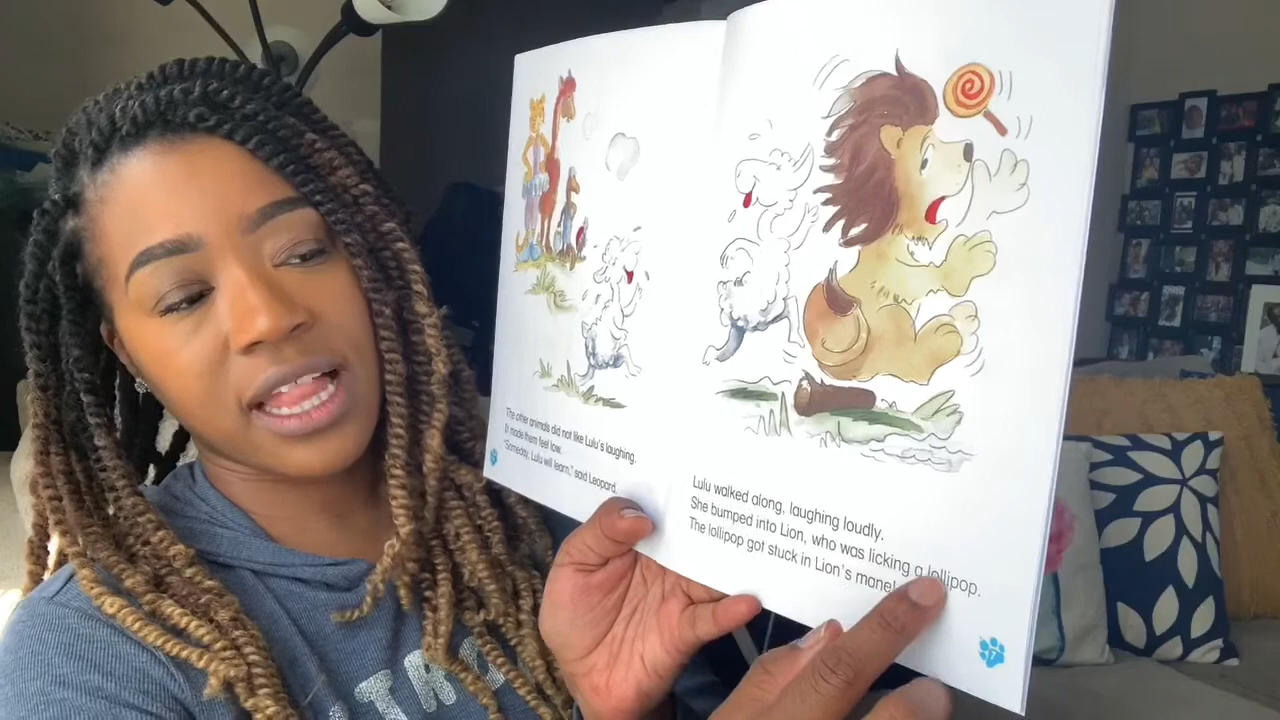 The other animals did not like Lulu's laughing.
It made them feel low.
"Someday, Lulu will learn," said Leopard.
Lulu walked along, laughing loudly.
She bumped into Lion, who was licking a lollipop.
The lollipop got stuck in Lion's mane!
7